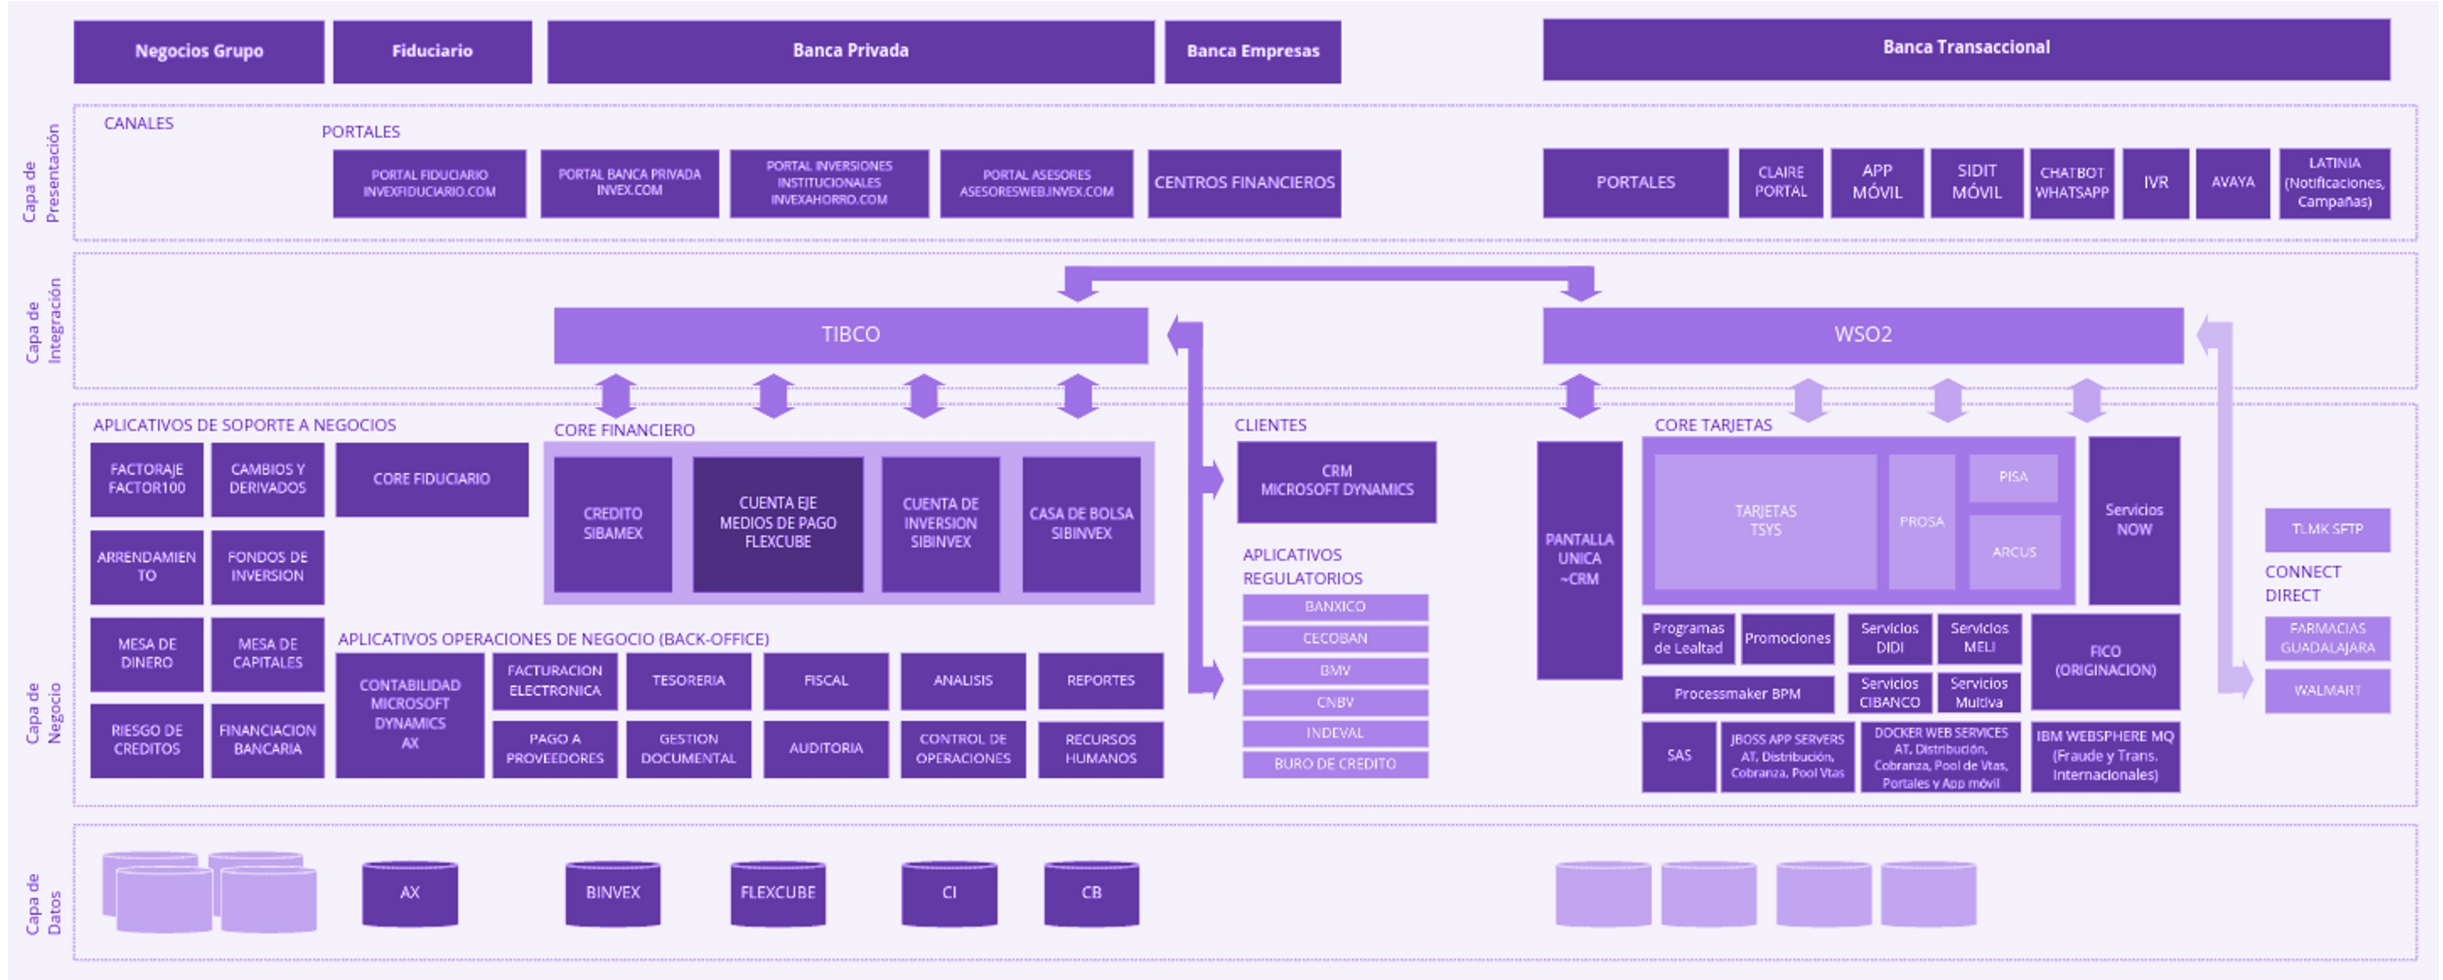 Negocios Grupo
Fiduciario
Banca Privada
Banca Empresas
Banca Transaccional
Capa de
Presentación
CANALES
PORTALES
PORTAL FIDUCIARIO
INVEXFIDUCIARIO.COM
PORTAL BANCA PRIVADA
INVEX.COM
PORTAL INVERSIONES
INSTITUCIONALES
INVEXAHORRO.COM
PORTAL ASESORES
ASESORESWEB.INVEX.COM
CENTROS FINANCIEROS
PORTALES
CLAIRE
PORTAL
APP
MÓVIL
SIDIT
MÓVIL
CHATBOT
WHATSAPP
IVR
AVAYA
LATINIA
(Notificaciones,
Campañas)
Capa de
Integración
TIBCO
WSO2
Capa de
Negocio
APLICATIVOS DE SOPORTE A NEGOCIOS
FACTORAJE
FACTOR100
CAMBIOS Y
DERIVADOS
CORE FIDUCIARIO
ARRENDAMIEN
TO
FONDOS DE
INVERSION
MESA DE
DINERO
MESA DE
CAPITALES
RIESGO DE
CREDITOS
FINANCIACION
BANCARIA
CORE FINANCIERO
CREDITO
SIBAMEX
CUENTA EJE
MEDIOS DE PAGO
FLEXCUBE
CUENTA DE
INVERSION
SIBINVEX
CASA DE BOLSA
SIBINVEX
APLICATIVOS OPERACIONES DE NEGOCIO (BACK-OFFICE)
CONTABILIDAD
MICROSOFT
DYNAMICS
AX
FACTURACION
ELECTRONICA
TESORERIA
FISCAL
ANALISIS
REPORTES
PAGO A
PROVEEDORES
GESTION
DOCUMENTAL
AUDITORIA
CONTROL DE
OPERACIONES
RECURSOS
HUMANOS
CLIENTES
CRM
MICROSOFT DYNAMICS
APLICATIVOS
REGULATORIOS
BANXICO
CECOBAN
BMV
CNBV
INDEVAL
BURO DE CREDITO
PANTALLA
UNICA
~CRM
CORE TARJETAS
TARJETAS
TSYS
PROSA
PISA
ARCUS
Servicios
NOW
Programas
de Lealtad
Promociones
Servicios
DIDI
Servicios
MELI
FICO
(ORIGINACION)
Processmaker BPM
Servicios
CIBANCO
Servicios
Multiva
SAS
JBOSS APP SERVERS
AT, Distribución,
Cobranza, Pool Vtas
DOCKER WEB SERVICES
AT, Distribución,
Cobranza, Pool de Vtas,
Portales y App móvil
IBM WEBSPHERE MQ
(Fraude y Trans.
Internacionales)
TLMK SFTP
CONNECT
DIRECT
FARMACIAS
GUADALAJARA
WALMART
Capa de
Datos
AX
BINVEX
FLEXCUBE
CI
CB